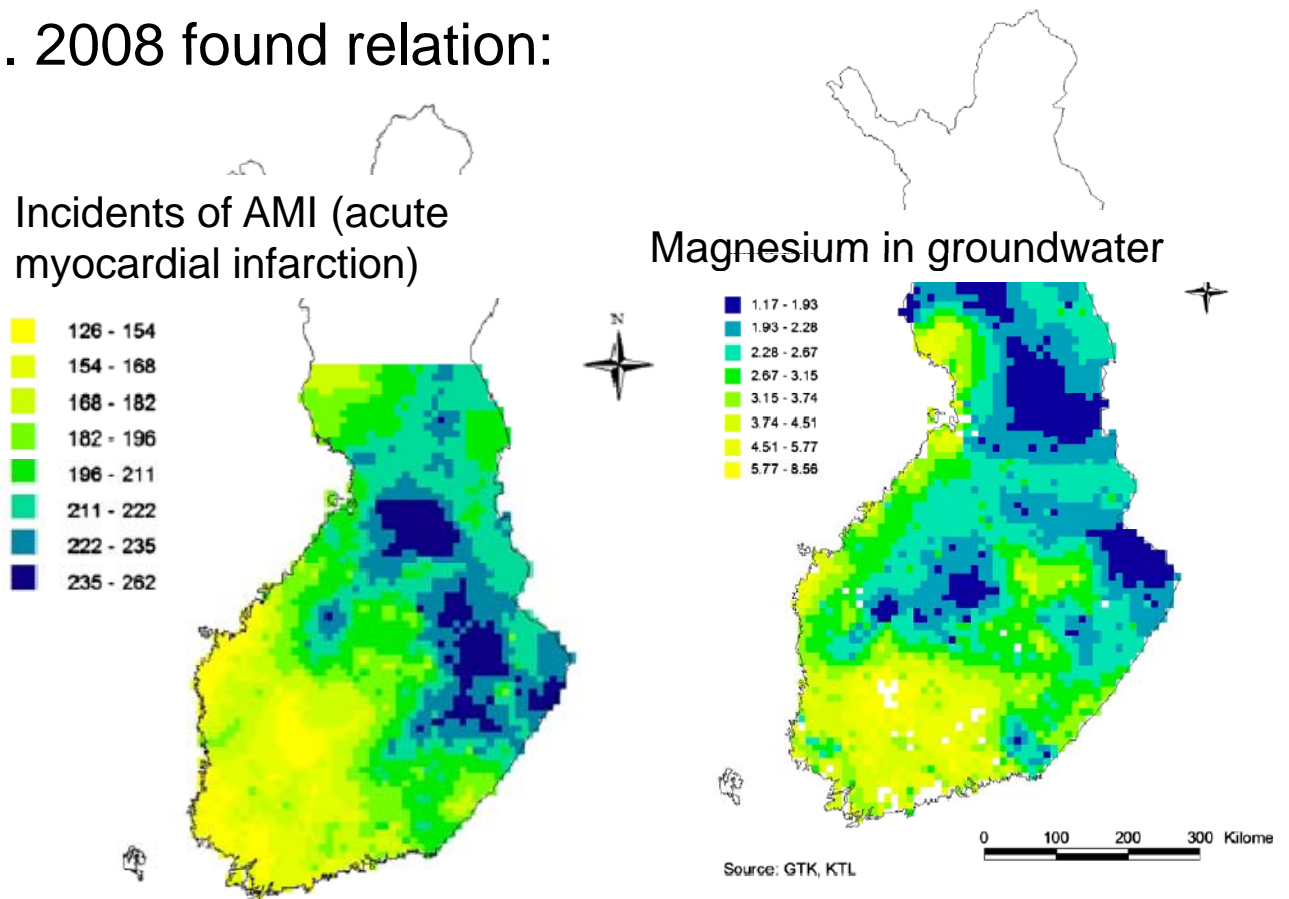 . 2008 found relation:
Incidents of AMI (acute
myocardial infarction)
126 - 154
154 - 168
168 - 182
182 - 196
196 - 211
211 - 222
222 - 235
235 - 262
N
Magnesium in groundwater
1.17 - 1.93
1.93 - 2.28
2.28 - 2.67
2.67 - 3.15
3.15 - 3.74
3.74 - 4.51
4.51 - 5.77
5.77 - 8.56
0 100 200 300 Kilome
Source: GTK, KTL